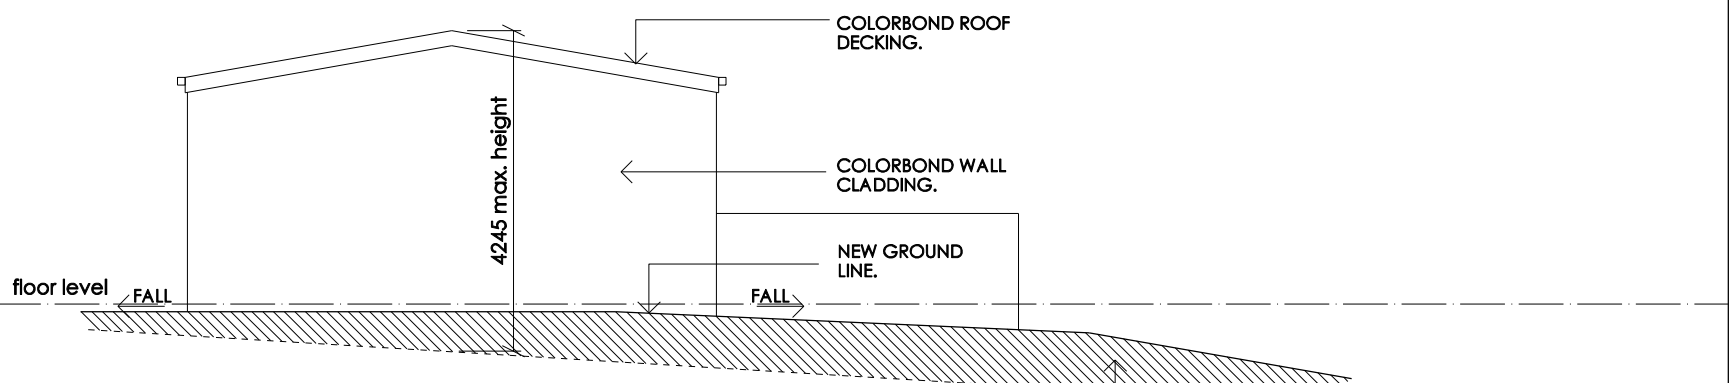 COLORBOND ROOF
DECKING.
4245 max. height
COLORBOND WALL
CLADDING.
NEW GROUND
LINE.
floor level
FALL
FALL